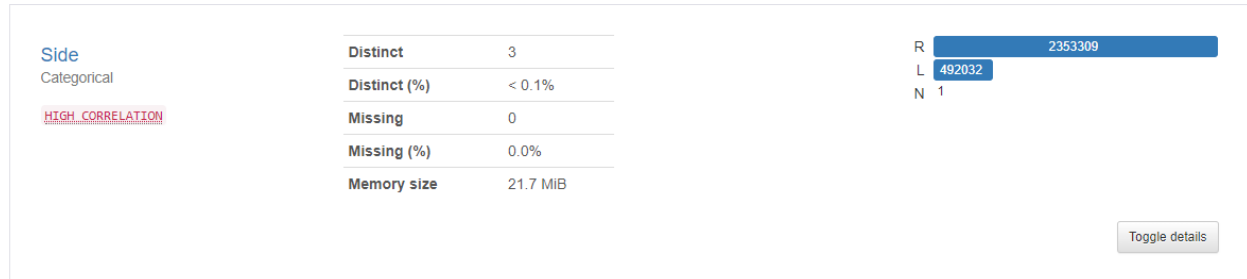 Side
Categorical
HIGH CORRELATION
Distinct 3
Distinct (%) < 0.1%
Missing 0
Missing (%) 0.0%
Memory size 21.7 MiB
R 2353309
L 492032
N 1
Toggle details